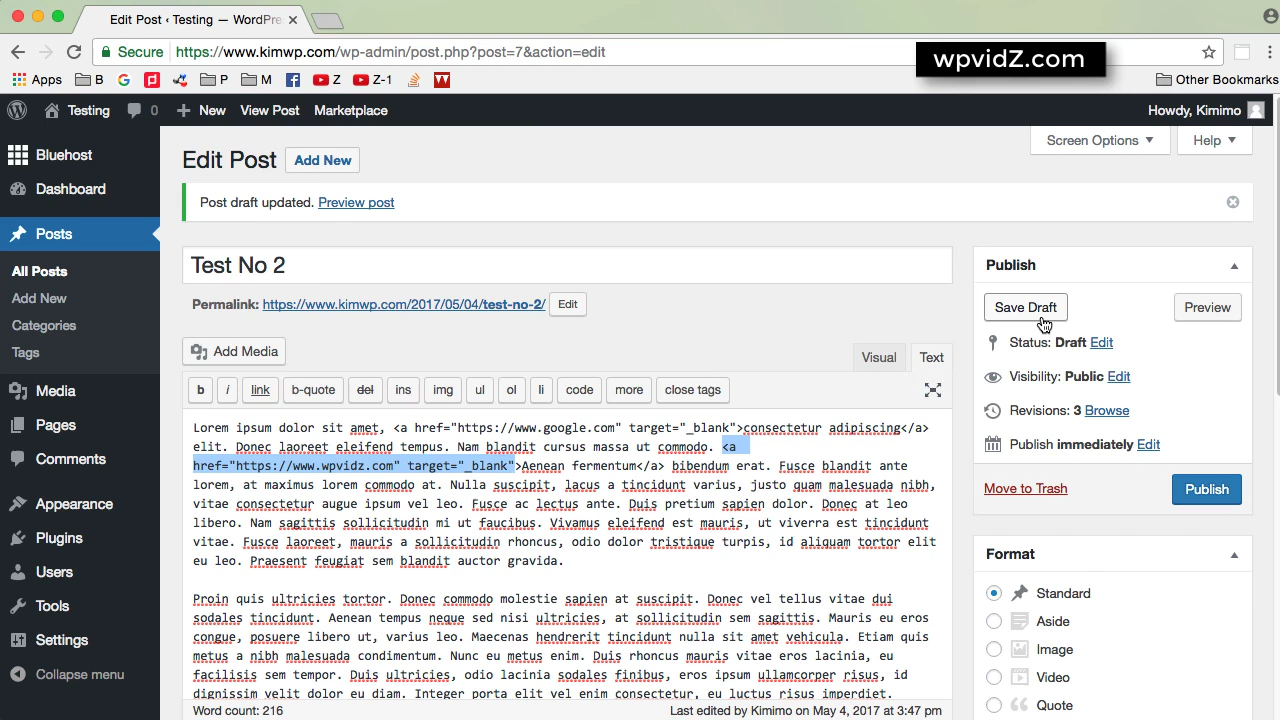 Edit Post ‹ Testing — WordPre
Secure https://www.kimwp.com/wp-admin/post.php?post=7&action=edit
wpvidZ.com
Apps B G P M Z Z-1 Other Bookmarks
Testing 0 New View Post Marketplace Howdy, Kimimo
Screen Options Help
Bluehost
Dashboard
Posts
All Posts
Add New
Categories
Tags
Media
Pages
Comments
Appearance
Plugins
Users
Tools
Settings
Collapse menu
Edit Post Add New
Post draft updated. Preview post
Test No 2
Permalink: https://www.kimwp.com/2017/05/04/test-no-2/ Edit
Add Media
Visual Text
b i link b-quote del ins img ul ol li code more close tags
Lorem ipsum dolor sit amet, <a href="https://www.google.com" target="_blank">consectetur adipiscing</a>
elit. Donec laoreet eleifend tempus. Nam blandit cursus massa ut commodo. <a
href="https://www.wpvidz.com" target="_blank">Aenean fermentum</a> bibendum erat. Fusce blandit ante
lorem, at maximus lorem commodo at. Nulla suscipit, lacus a tincidunt varius, justo quam malesuada nibh,
vitae consectetur augue ipsum vel leo. Fusce ac lectus ante. Duis pretium sapien dolor. Donec at leo
libero. Nam sagittis sollicitudin mi ut faucibus. Vivamus eleifend est mauris, ut viverra est tincidunt
vitae. Fusce laoreet, mauris a sollicitudin rhoncus, odio dolor tristique turpis, id aliquam tortor elit
eu leo. Praesent feugiat sem blandit auctor gravida.
Proin quis ultricies tortor. Donec commodo molestie sapien at suscipit. Donec vel tellus vitae dui
sodales tincidunt. Aenean tempus neque sed nisi ultricies, at sollicitudin sem sagittis. Mauris eu eros
congue, posuere libero ut, varius leo. Maecenas hendrerit tincidunt nulla sit amet vehicula. Etiam quis
metus a nibh malesuada condimentum. Nunc eu metus enim. Duis rhoncus mauris vitae eros lacinia, eu
facilisis sem tempor. Duis ultricies, odio lacinia sodales finibus, eros ipsum ullamcorper risus, id
dignissim velit dolor eu diam. Integer porta elit vel enim consectetur, eu luctus risus imperdiet.
Word count: 216 Last edited by Kimimo on May 4, 2017 at 3:47 pm
Publish
Save Draft Preview
Status: Draft Edit
Visibility: Public Edit
Revisions: 3 Browse
Publish immediately Edit
Move to Trash Publish
Format
Standard
Aside
Image
Video
Quote